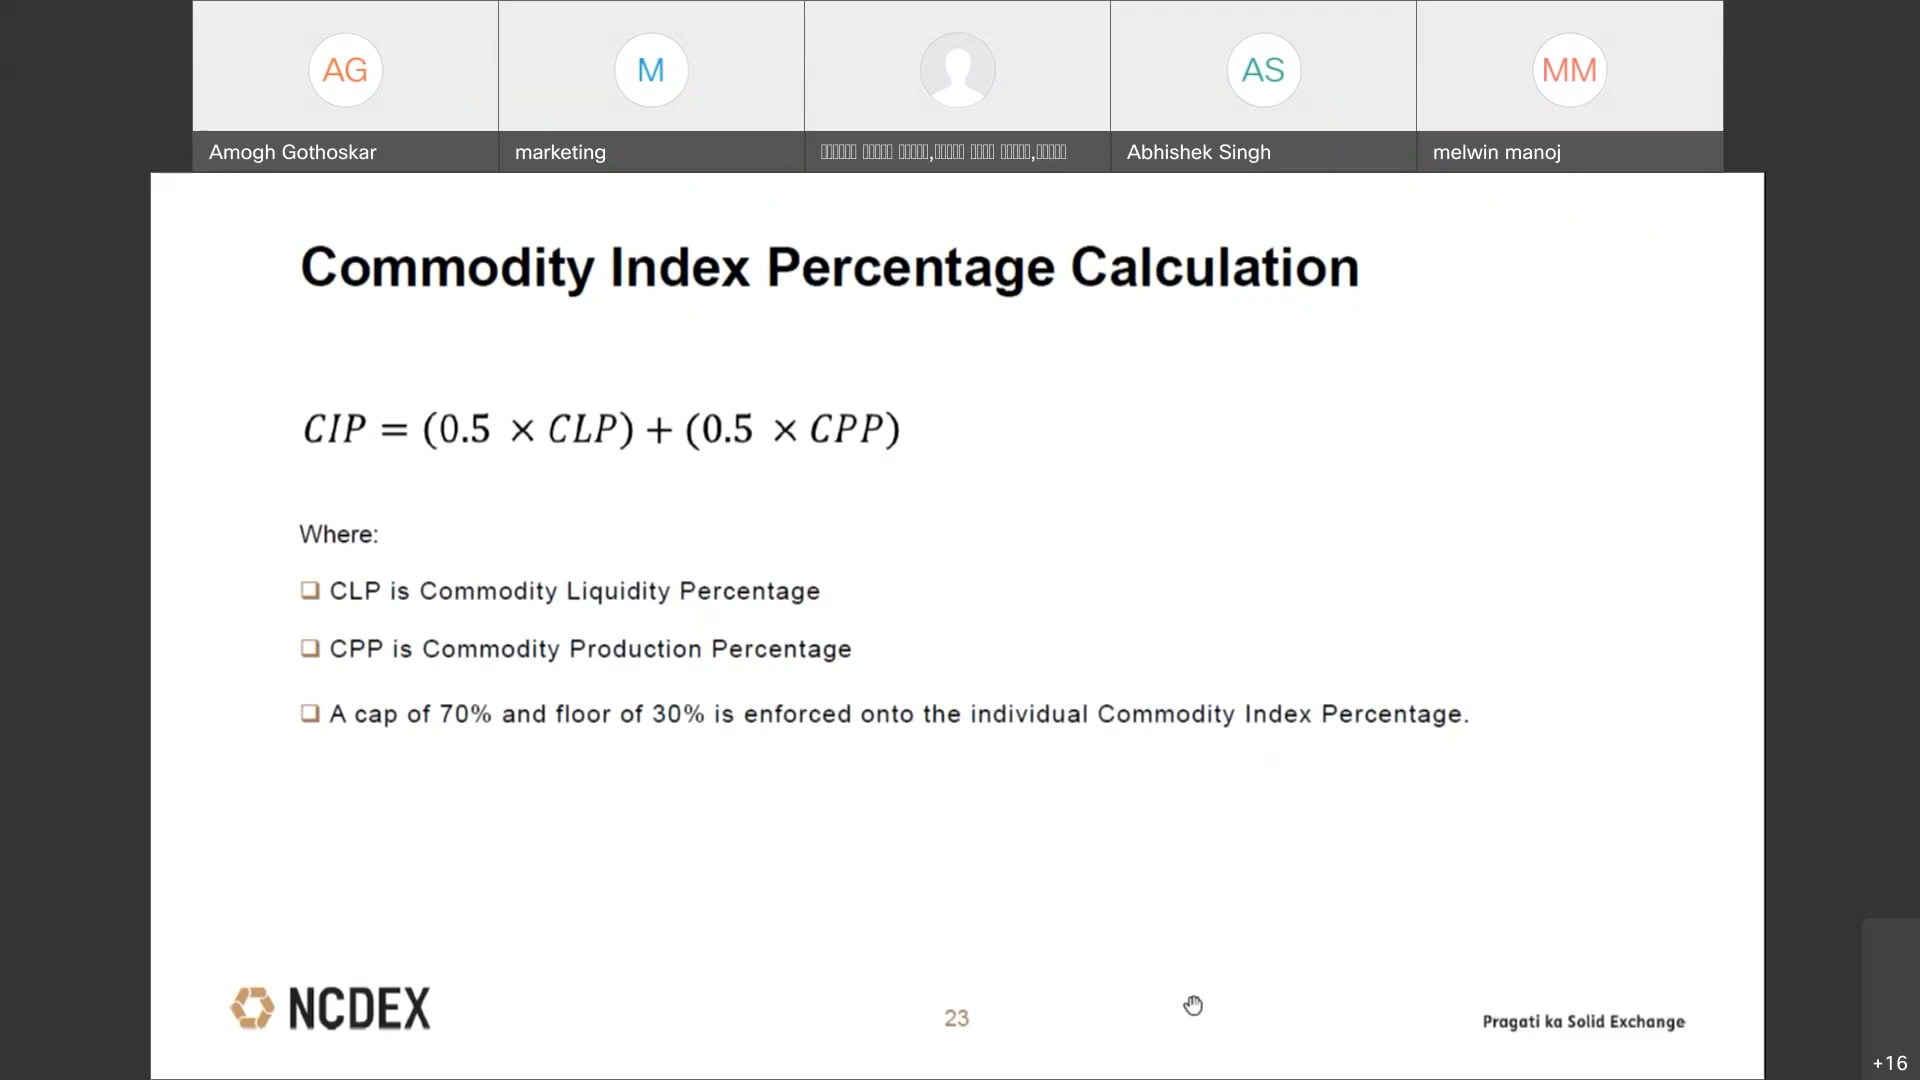 AG
M
AS
MM
Amogh Gothoskar
marketing
Abhishek Singh
melwin manoj
Commodity Index Percentage Calculation
CIP = (0.5 × CLP) + (0.5 × CPP)
Where:
❑ CLP is Commodity Liquidity Percentage
❑ CPP is Commodity Production Percentage
❑ A cap of 70% and floor of 30% is enforced onto the individual Commodity Index Percentage.
NCDEX
23
Pragati ka Solid Exchange
+16